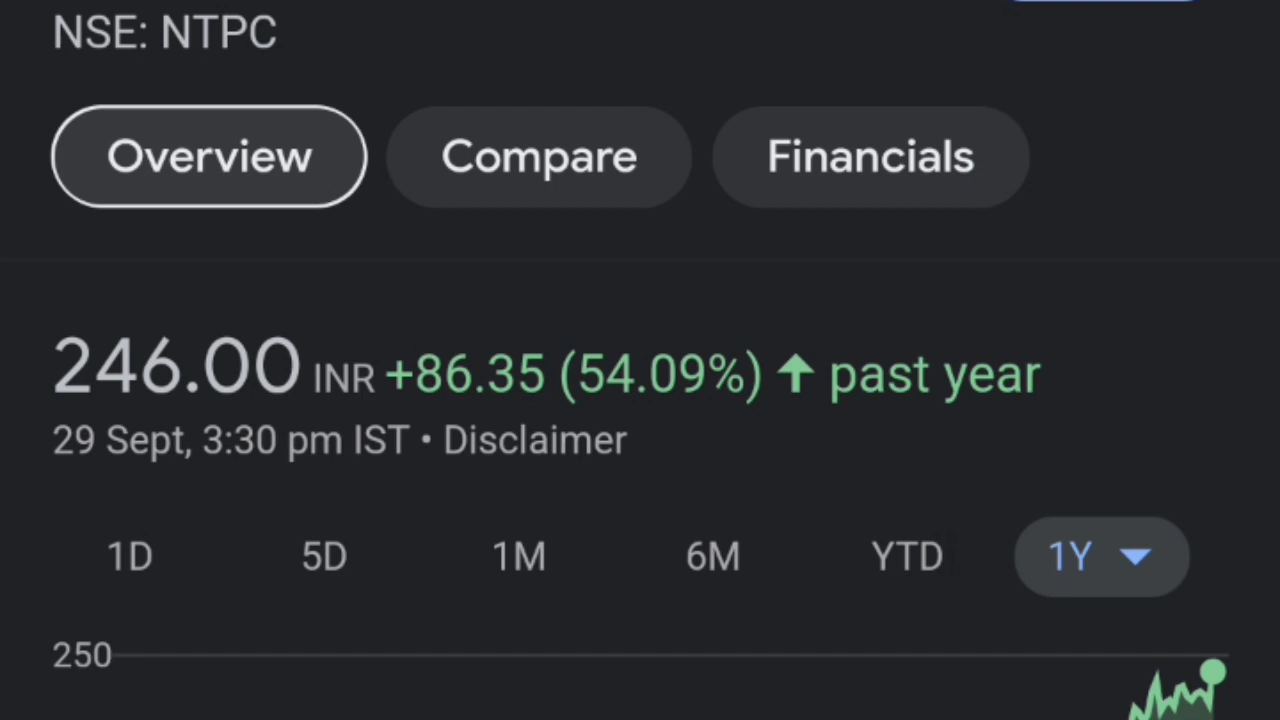 NSE: NTPC
Overview Compare Financials
246.00 INR +86.35 (54.09%) ↑ past year
29 Sept, 3:30 pm IST • Disclaimer
1D 5D 1M 6M YTD 1Y
250